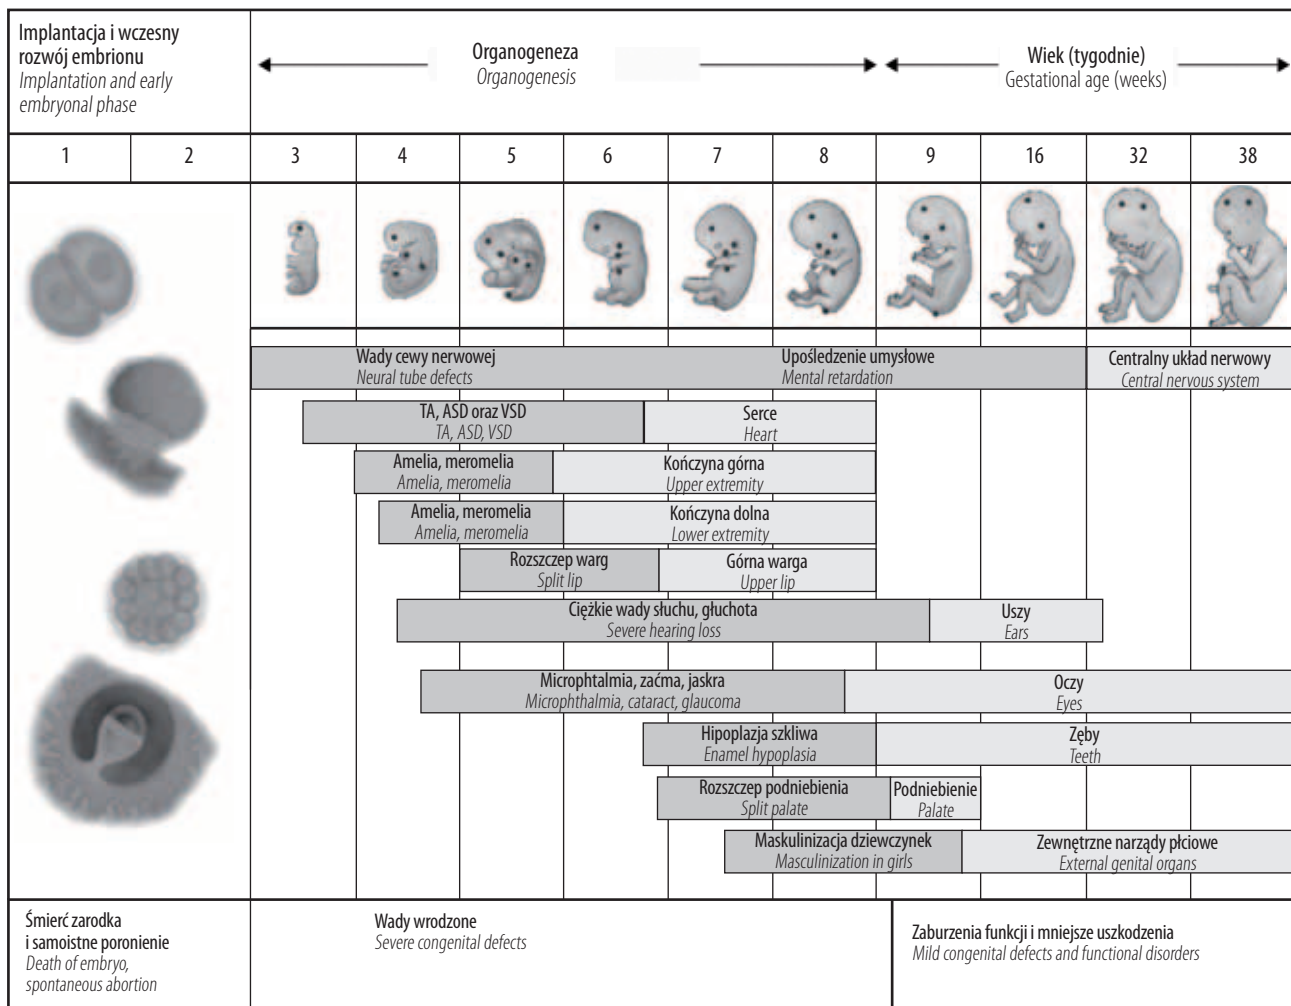 Implantacja i wczesny
rozwój embrionu
Implantation and early
embryonal phase
Organogeneza
Organogenesis
Wiek (tygodnie)
Gestational age (weeks)
1 2 3 4 5 6 7 8 9 16 32 38
Wady cewy nerwowej
Neural tube defects
Upośledzenie umysłowe
Mental retardation
Centralny układ nerwowy
Central nervous system
TA, ASD oraz VSD
TA, ASD, VSD
Serce
Heart
Amelia, meromelia
Amelia, meromelia
Kończyna górna
Upper extremity
Amelia, meromelia
Amelia, meromelia
Kończyna dolna
Lower extremity
Rozszczep warg
Split lip
Górna warga
Upper lip
Ciężkie wady słuchu, głuchota
Severe hearing loss
Uszy
Ears
Microphtalmia, zaćma, jaskra
Microphthalmia, cataract, glaucoma
Oczy
Eyes
Hipoplazja szkliwa
Enamel hypoplasia
Zęby
Teeth
Rozszczep podniebienia
Split palate
Podniebienie
Palate
Maskulinizacja dziewczynek
Masculinization in girls
Zewnętrzne narządy płciowe
External genital organs
Śmierć zarodka
i samoistne poronienie
Death of embryo,
spontaneous abortion
Wady wrodzone
Severe congenital defects
Zaburzenia funkcji i mniejsze uszkodzenia
Mild congenital defects and functional disorders